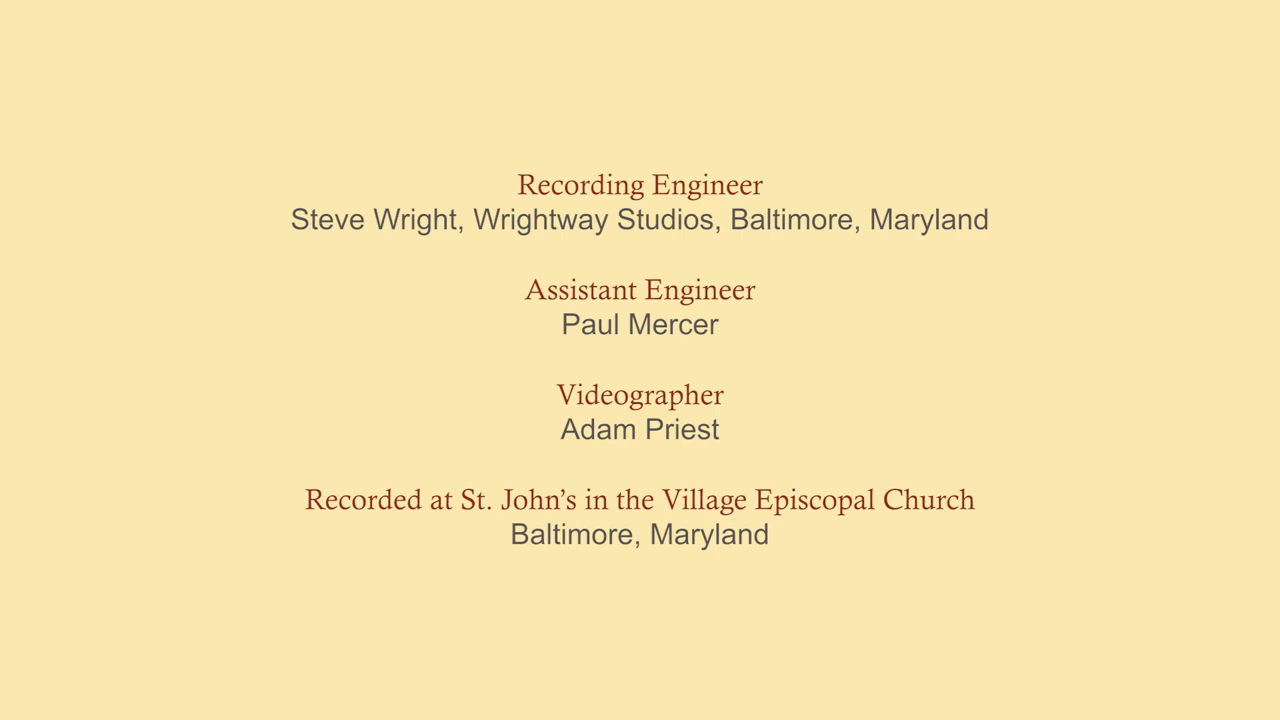 Recording Engineer
Steve Wright, Wrightway Studios, Baltimore, Maryland
Assistant Engineer
Paul Mercer
Videographer
Adam Priest
Recorded at St. John’s in the Village Episcopal Church
Baltimore, Maryland